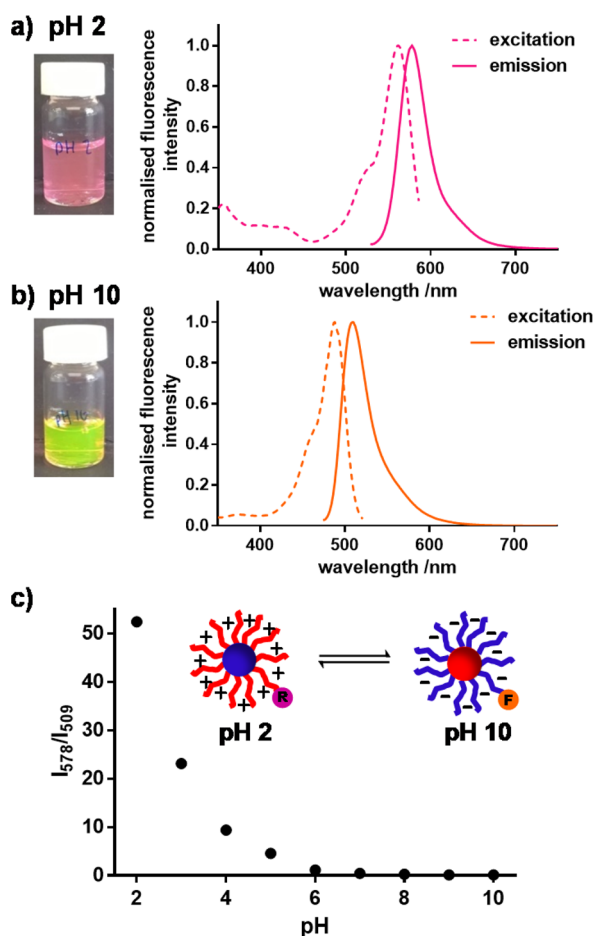 a) pH 2
pH 2
normalised fluorescence
intensity
1.0
0.8
0.6
0.4
0.2
0.0
400
500
600
700
wavelength /nm
excitation
emission
b) pH 10
pH 10
normalised fluorescence
intensity
1.0
0.8
0.6
0.4
0.2
0.0
400
500
600
700
wavelength /nm
excitation
emission
c)
I578/I509
50
40
30
20
10
0
2
4
6
8
10
pH
R
pH 2
F
pH 10